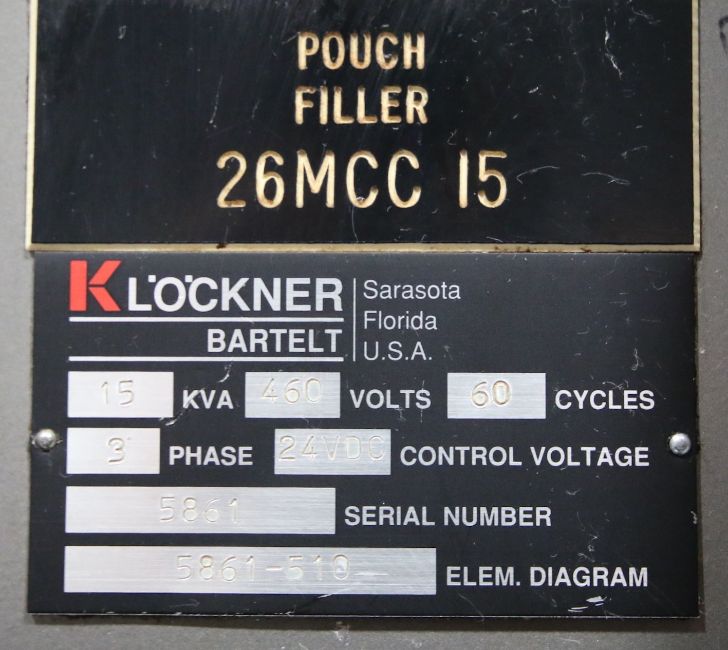 POUCH
FILLER
26MCC 15
KLÖCKNER
BARTELT
Sarasota
Florida
U.S.A.
15 KVA 460 VOLTS 60 CYCLES
3 PHASE 24VDC CONTROL VOLTAGE
5861 SERIAL NUMBER
5861-510 ELEM. DIAGRAM